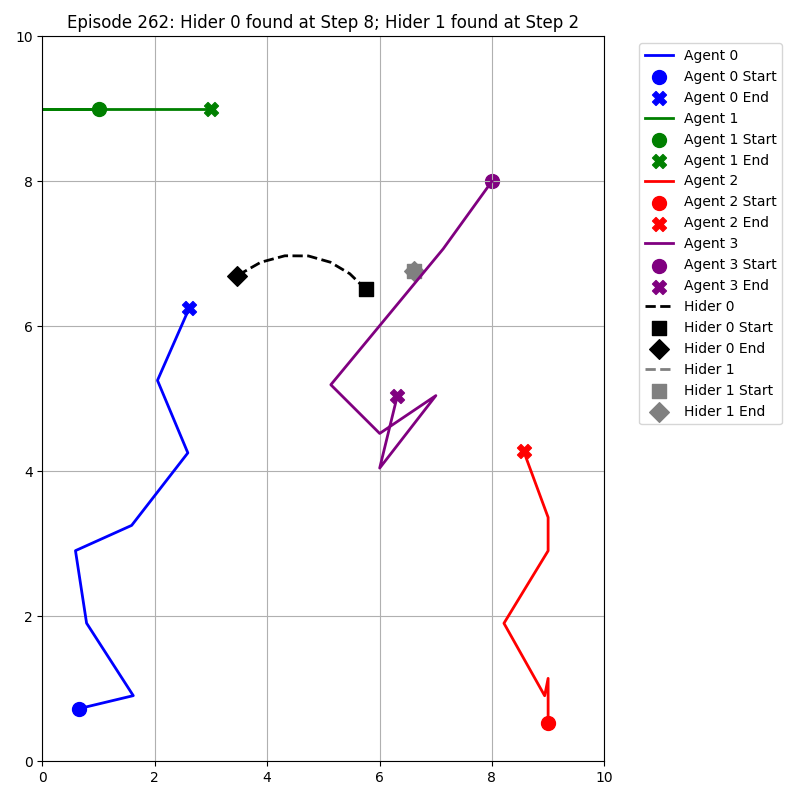 Episode 262: Hider 0 found at Step 8; Hider 1 found at Step 2
10
8
6
4
2
0
0
2
4
6
8
10
Agent 0
Agent 0 Start
Agent 0 End
Agent 1
Agent 1 Start
Agent 1 End
Agent 2
Agent 2 Start
Agent 2 End
Agent 3
Agent 3 Start
Agent 3 End
Hider 0
Hider 0 Start
Hider 0 End
Hider 1
Hider 1 Start
Hider 1 End